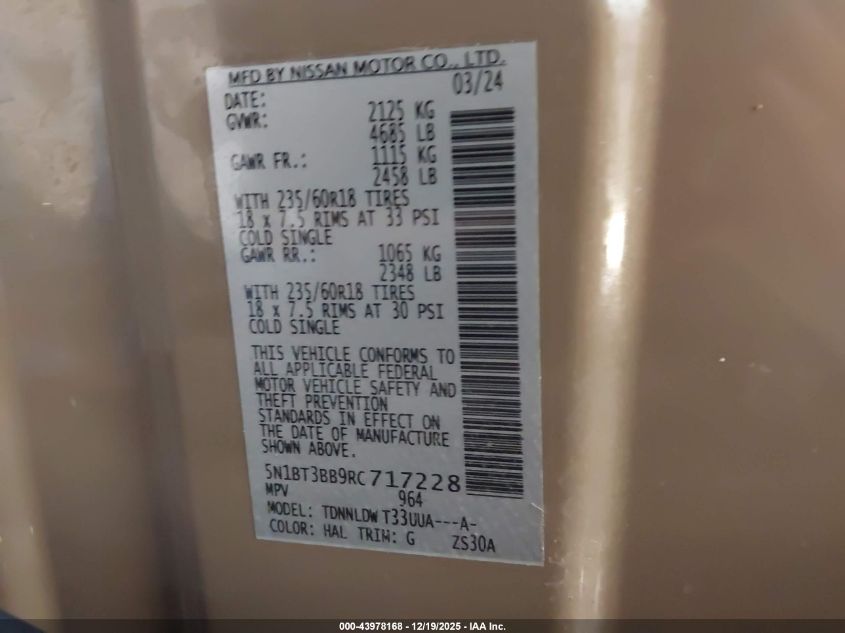 MFD BY NISSAN MOTOR CO., LTD.
DATE: 03/24
GVWR: 2125 KG
4685 LB
GAWR FR.: 1115 KG
2458 LB
WITH 235/60R18 TIRES
18 x 7.5 RIMS AT 33 PSI
COLD SINGLE
GAWR RR.: 1065 KG
2348 LB
WITH 235/60R18 TIRES
18 x 7.5 RIMS AT 30 PSI
COLD SINGLE
THIS VEHICLE CONFORMS TO
ALL APPLICABLE FEDERAL
MOTOR VEHICLE SAFETY AND
THEFT PREVENTION
STANDARDS IN EFFECT ON
THE DATE OF MANUFACTURE
SHOWN ABOVE.
5N1BT3BB9RC717228
MPV 964
MODEL: TDNNLDW T33UUA---A-
COLOR: HAL TRIM: G ZS30A
000-43978168 - 12/19/2025 - IAA Inc.